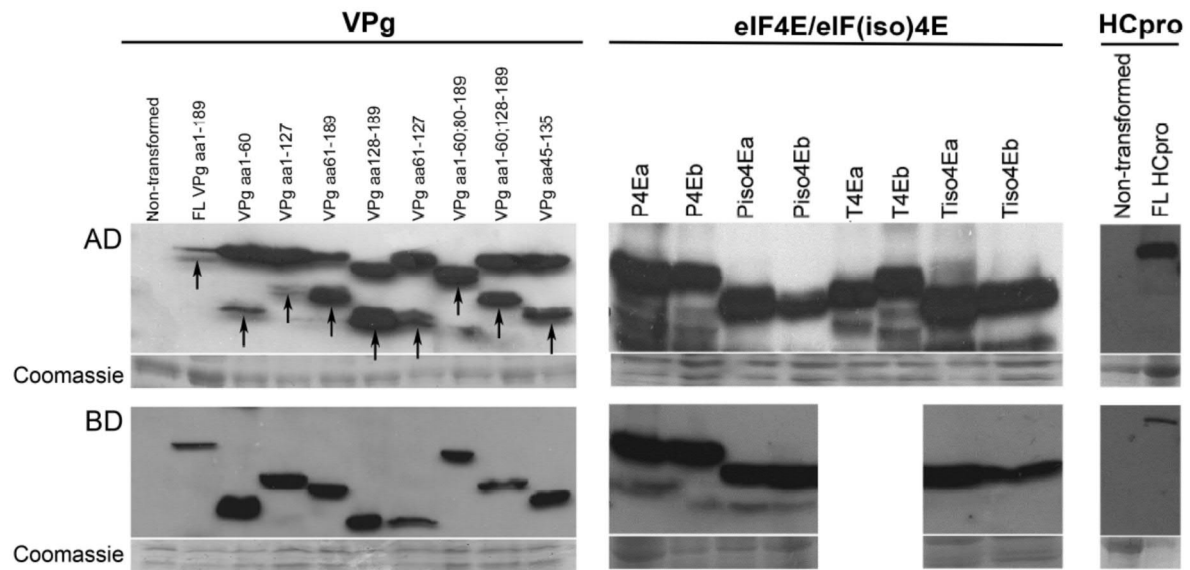 VPg
eIF4E/eIF(iso)4E
HCpro
Non-transformed
FL VPg aa1-189
VPg aa1-60
VPg aa1-127
VPg aa61-189
VPg aa128-189
VPg aa61-127
VPg aa1-60;80-189
VPg aa1-60;128-189
VPg aa45-135
P4Ea
P4Eb
Piso4Ea
Piso4Eb
T4Ea
T4Eb
Tiso4Ea
Tiso4Eb
Non-transformed
FL HCpro
AD
Coomassie
BD
Coomassie